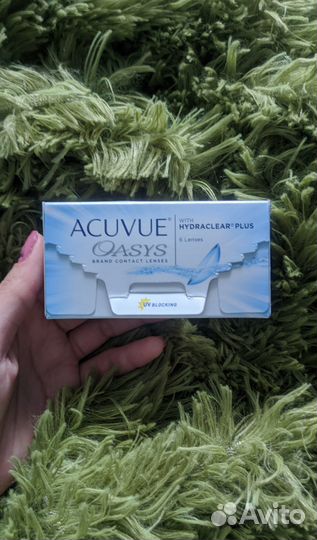 ACUVUE®
OASYS
BRAND CONTACT LENSES
WITH
HYDRACLEAR® PLUS
6 Lenses
UV BLOCKING
Avito